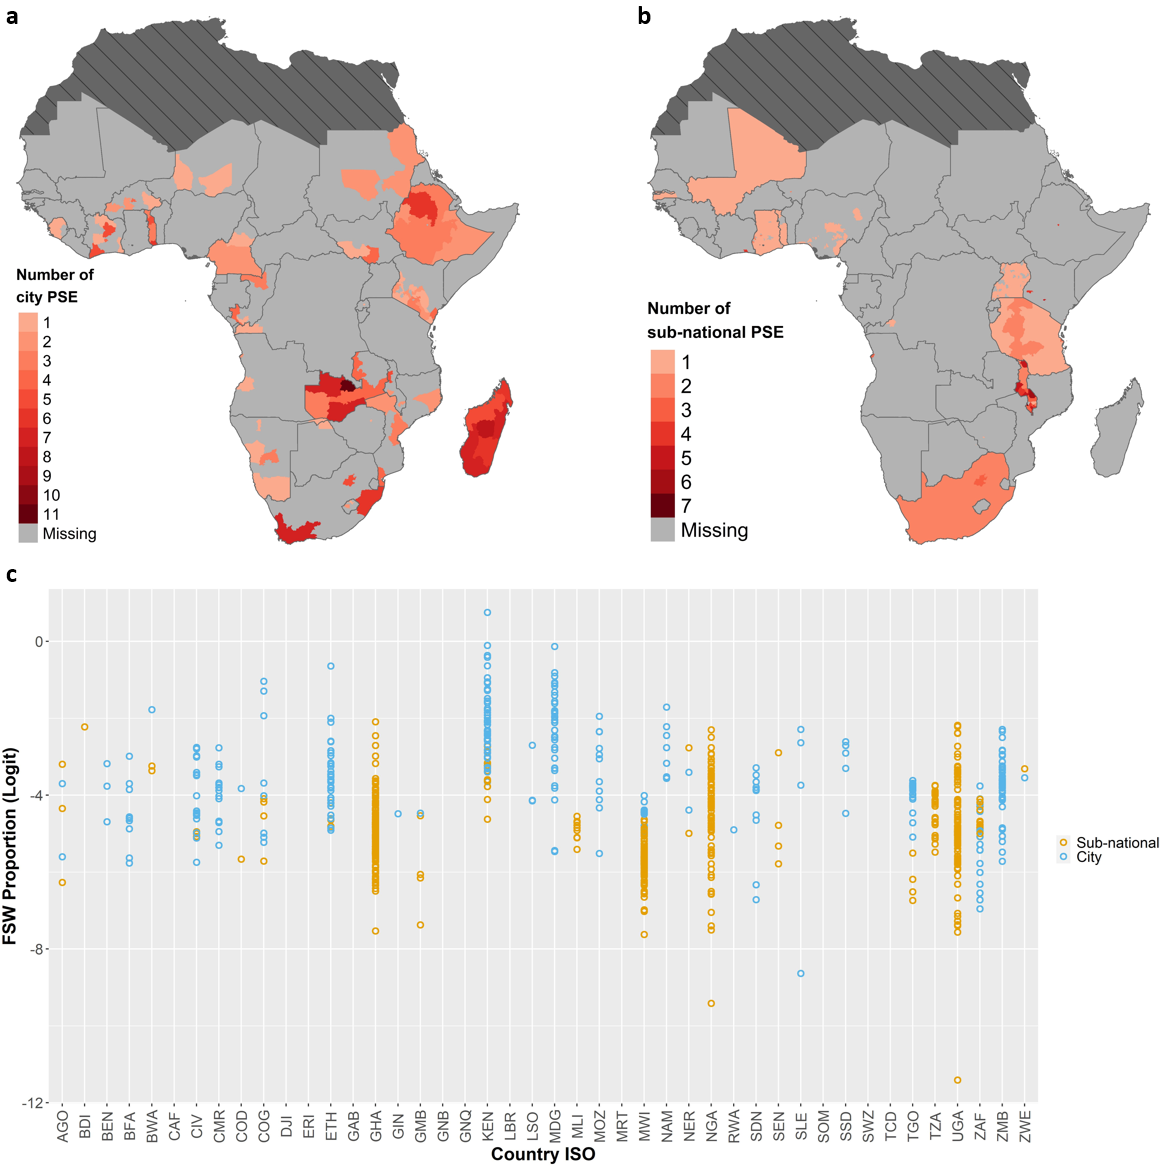 a
b
Number of
city PSE
1
2
3
4
5
6
7
8
9
10
11
Missing
Number of
sub-national PSE
1
2
3
4
5
6
7
Missing
c
FSW Proportion (Logit)
0
-4
-8
-12
AGO
BDI
BEN
BFA
BWA
CAF
CIV
CMR
COD
COG
DJI
ERI
ETH
GAB
GHA
GIN
GMB
GNB
GNQ
KEN
LBR
LSO
MDG
MLI
MOZ
MRT
MWI
NAM
NER
NGA
RWA
SDN
SEN
SLE
SOM
SSD
SWZ
TCD
TGO
TZA
UGA
ZAF
ZMB
ZWE
Country ISO
Sub-national
City